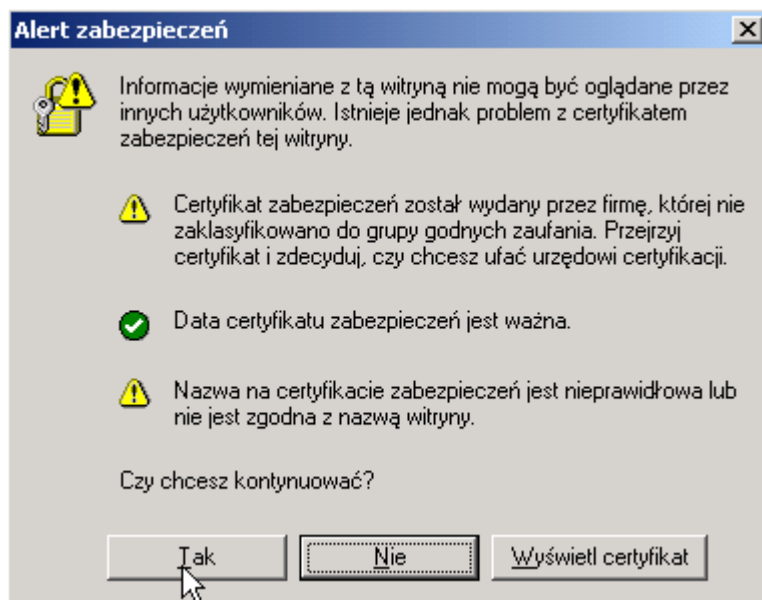 Alert zabezpieczeń
Informacje wymieniane z tą witryną nie mogą być oglądane przez
innych użytkowników. Istnieje jednak problem z certyfikatem
zabezpieczeń tej witryny.
Certyfikat zabezpieczeń został wydany przez firmę, której nie
zaklasyfikowano do grupy godnych zaufania. Przejrzyj
certyfikat i zdecyduj, czy chcesz ufać urzędowi certyfikacji.
Data certyfikatu zabezpieczeń jest ważna.
Nazwa na certyfikacie zabezpieczeń jest nieprawidłowa lub
nie jest zgodna z nazwą witryny.
Czy chcesz kontynuować?
Tak Nie Wyświetl certyfikat